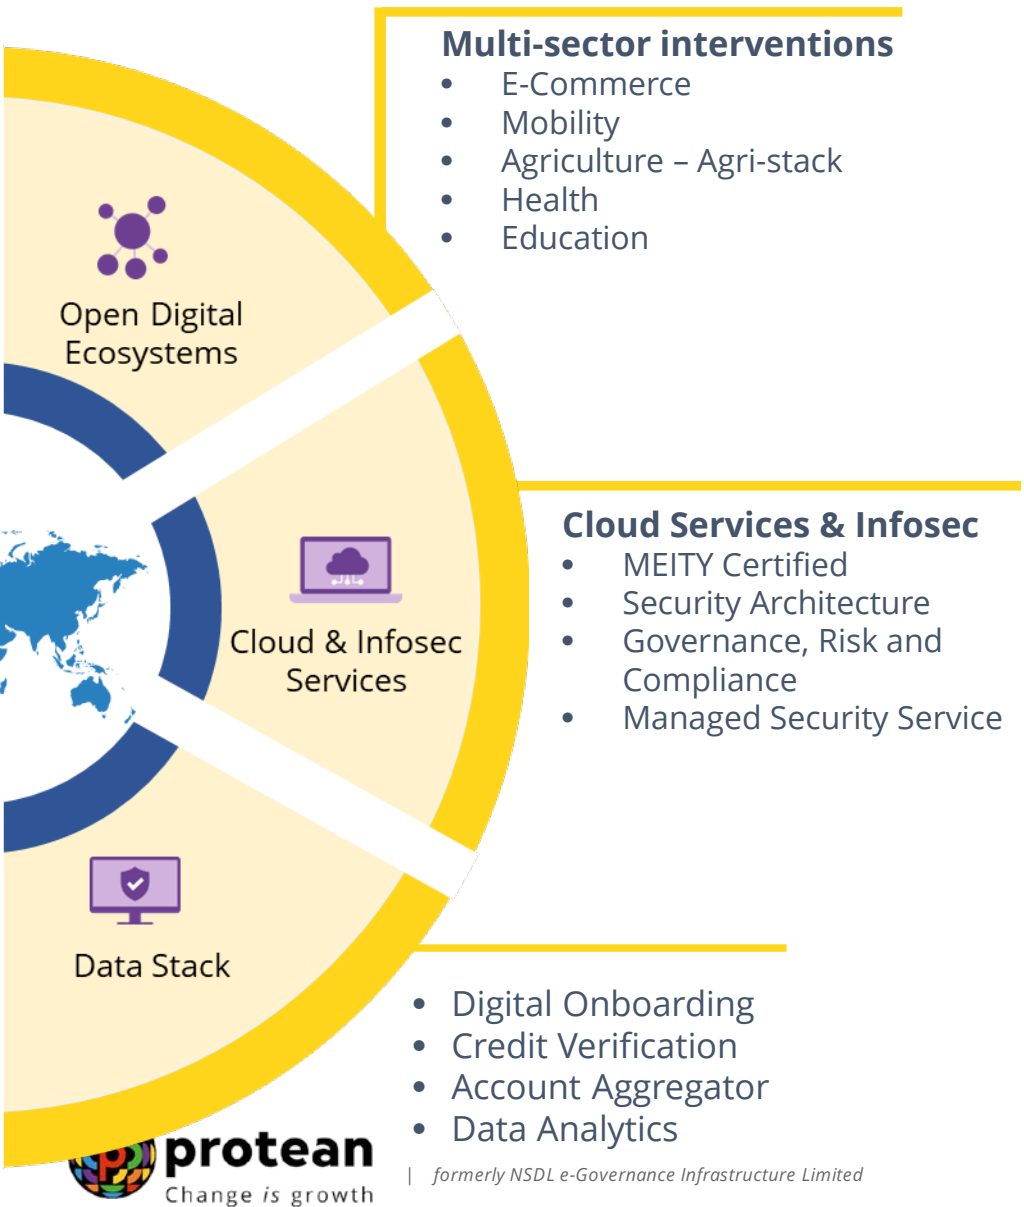 Multi-sector interventions
• E-Commerce
• Mobility
• Agriculture – Agri-stack
• Health
• Education
Open Digital
Ecosystems
Cloud Services & Infosec
• MEITY Certified
• Security Architecture
• Governance, Risk and
Compliance
• Managed Security Service
Cloud & Infosec
Services
Data Stack
• Digital Onboarding
• Credit Verification
• Account Aggregator
• Data Analytics
protean
Change is growth
| formerly NSDL e-Governance Infrastructure Limited